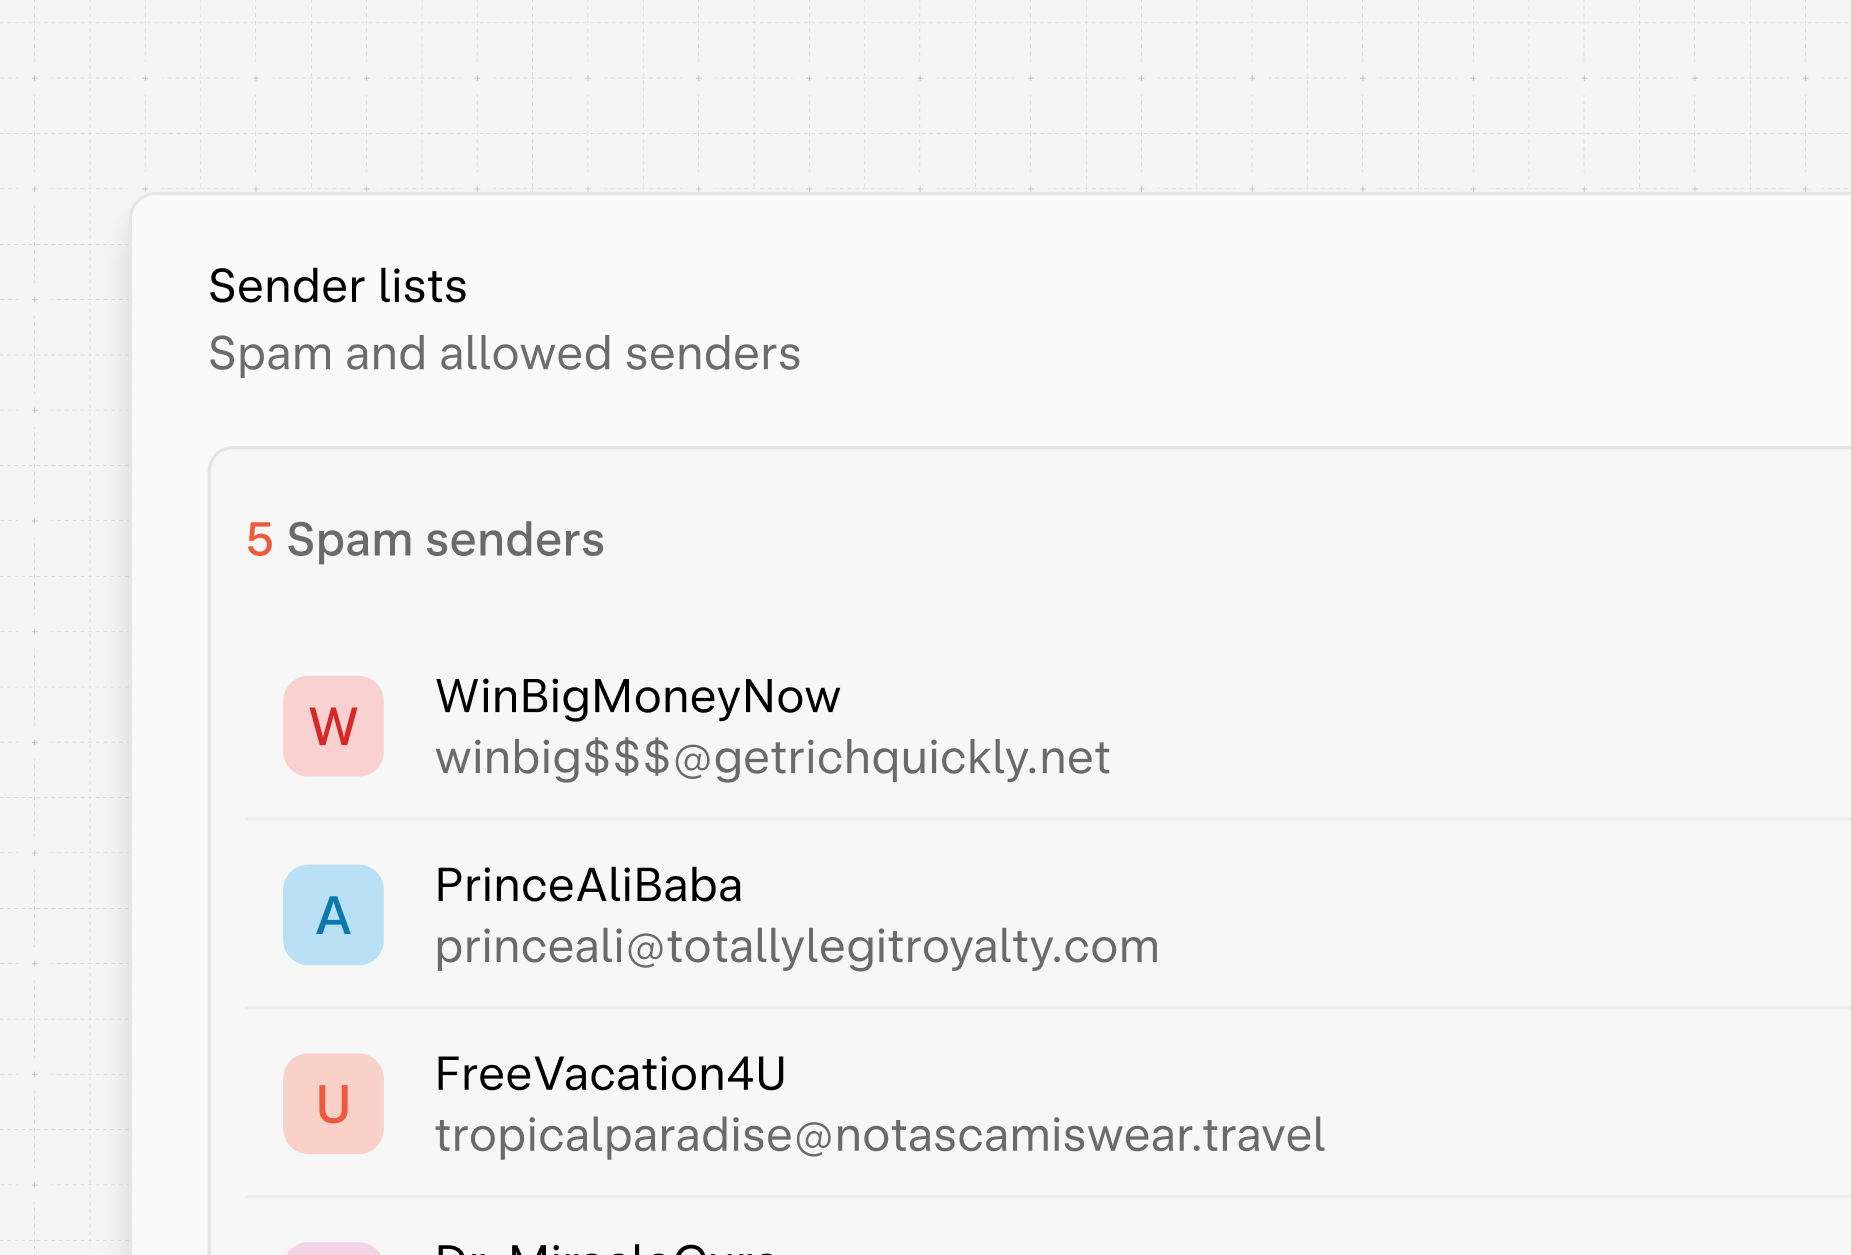 Sender lists
Spam and allowed senders
5 Spam senders
W
WinBigMoneyNow
winbig$$$@getrichquickly.net
A
PrinceAliBaba
princeali@totallylegitroyalty.com
U
FreeVacation4U
tropicalparadise@notascamiswear.travel